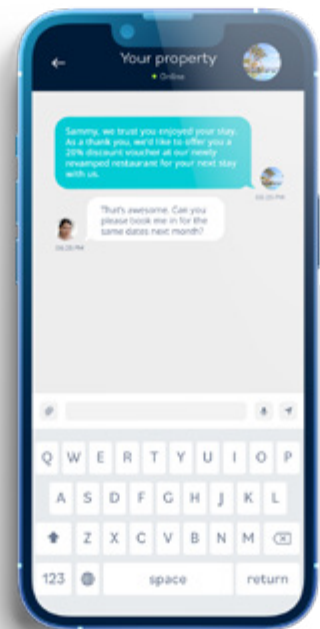 Your property
Online
Sammy, we trust you enjoyed your stay.
As a thank you, we'd like to offer you a
20% discount voucher at our newly
revamped restaurant for your next stay
with us.
That's awesome. Can you
please book me in for the
same dates next month?
Q W E R T Y U I O P
A S D F G H J K L
Z X C V B N M
123 space return